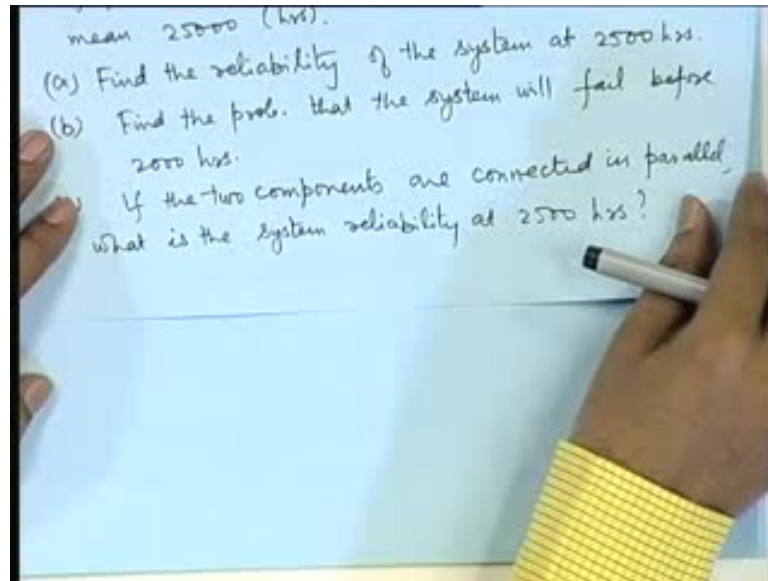 mean 25000 (hrs).
(a) Find the reliability of the system at 2500 hrs.
(b) Find the prob. that the system will fail before
2000 hrs.
If the two components are connected in parallel,
what is the system reliability at 2500 hrs?